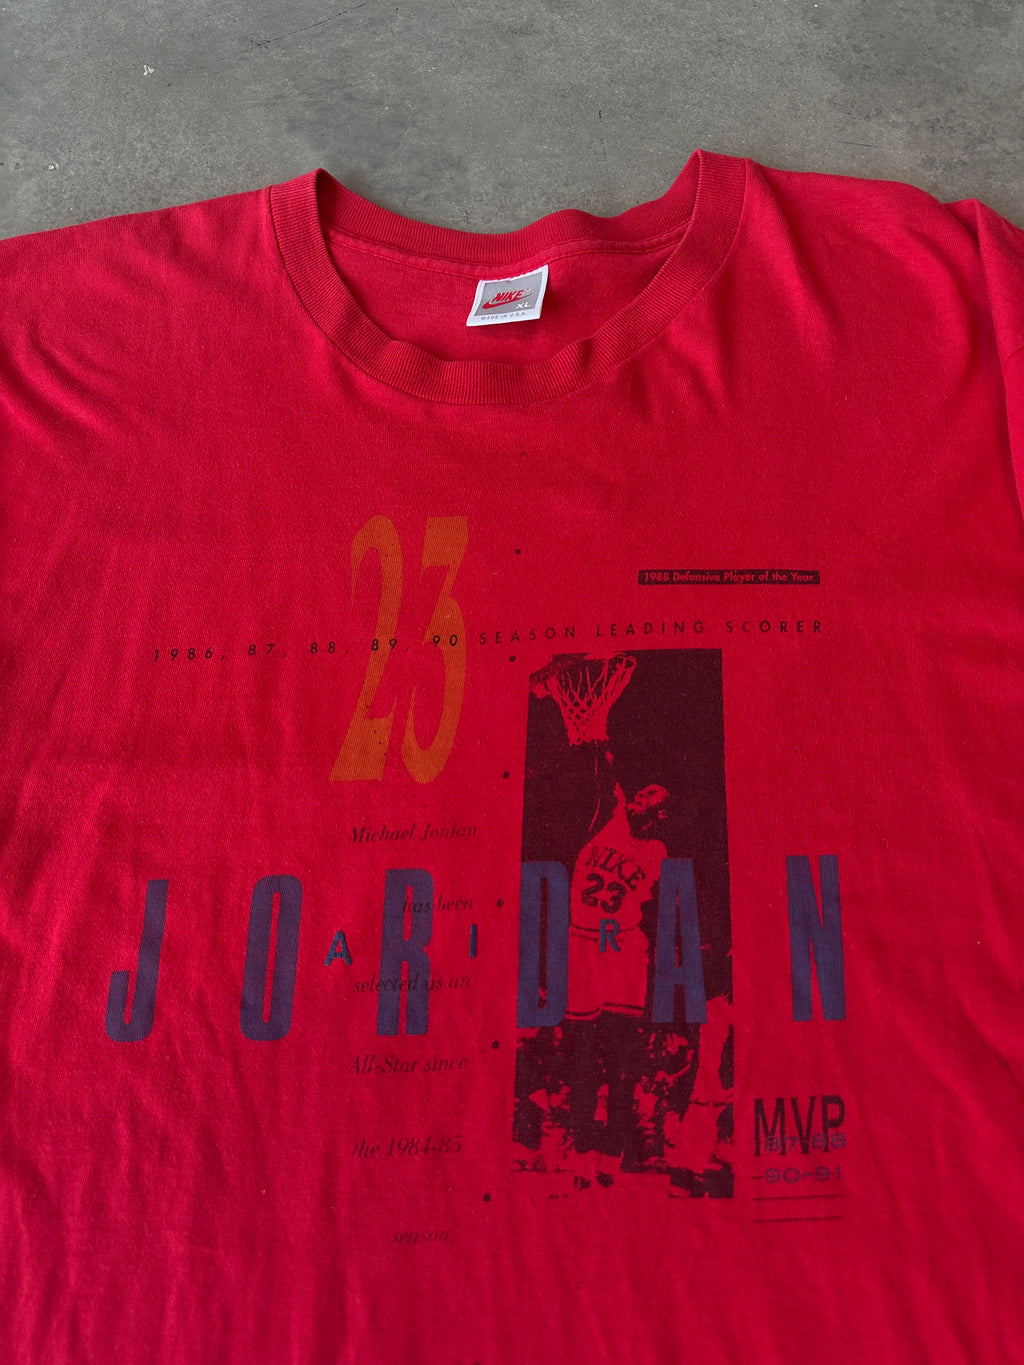 NIKE
XL
MADE IN U.S.A.
23
1988 Defensive Player of the Year
1986, 87, 88, 89, 90 SEASON LEADING SCORER
Michael Jordan
NIKE
23
JORDAN
has been
AIR
selected as an
All-Star since
the 1984-85
season.
MVP
87-88
-90-91-